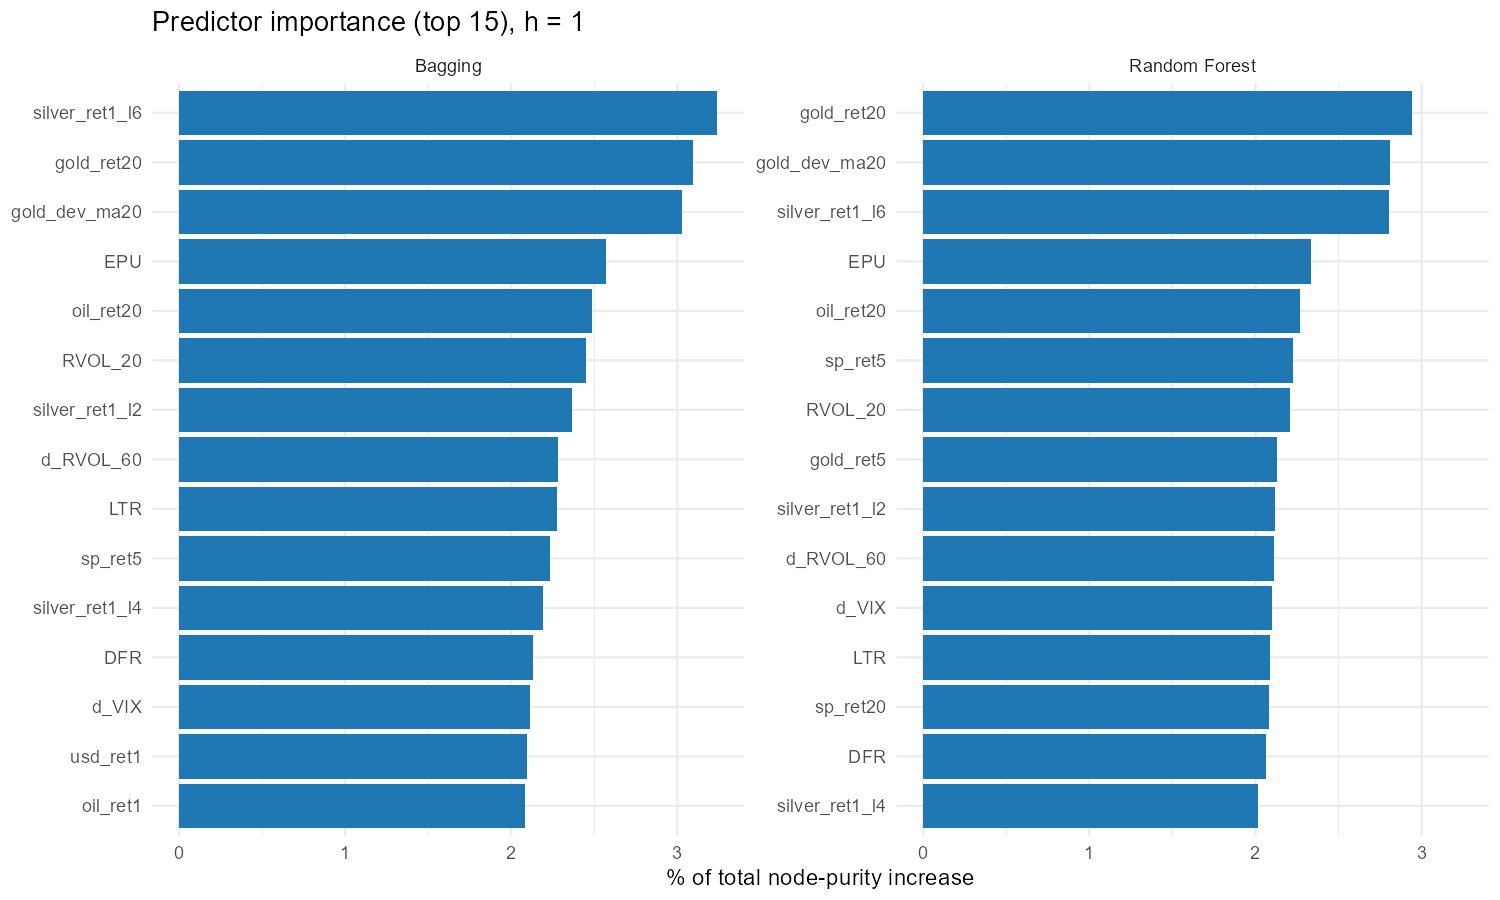 Predictor importance (top 15), h = 1
Bagging
silver_ret1_l6
gold_ret20
gold_dev_ma20
EPU
oil_ret20
RVOL_20
silver_ret1_l2
d_RVOL_60
LTR
sp_ret5
silver_ret1_l4
DFR
d_VIX
usd_ret1
oil_ret1
0 1 2 3
Random Forest
gold_ret20
gold_dev_ma20
silver_ret1_l6
EPU
oil_ret20
sp_ret5
RVOL_20
gold_ret5
silver_ret1_l2
d_RVOL_60
d_VIX
LTR
sp_ret20
DFR
silver_ret1_l4
0 1 2 3
% of total node-purity increase